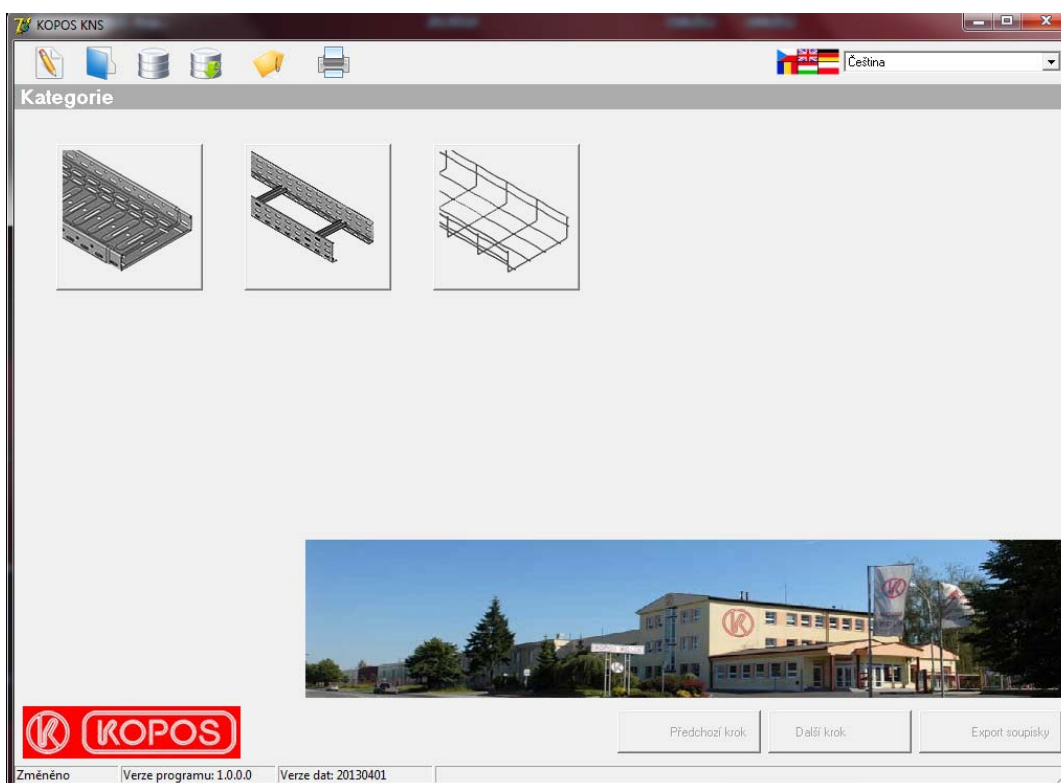 KOPOS KNS
Čeština
Kategorie
KOPOS
Předchozí krok
Další krok
Export soupisky
Změněno
Verze programu: 1.0.0.0
Verze dat: 20130401